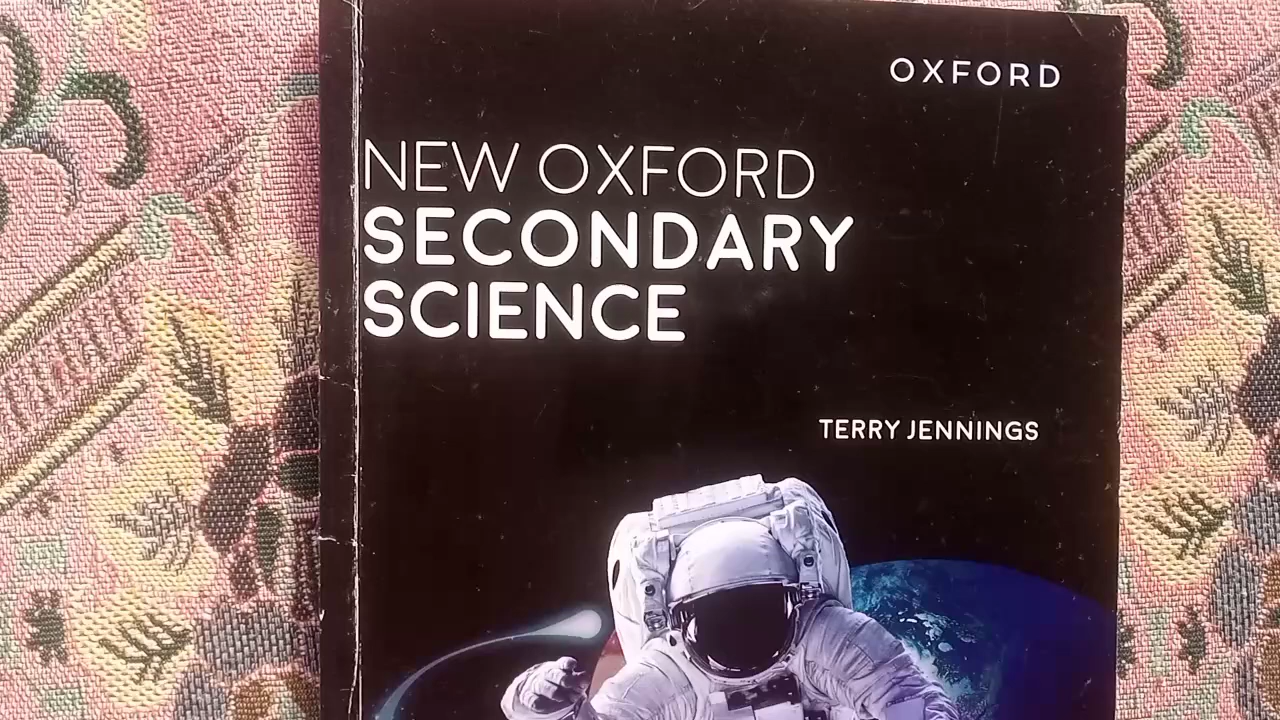 OXFORD
NEW OXFORD
SECONDARY
SCIENCE
TERRY JENNINGS